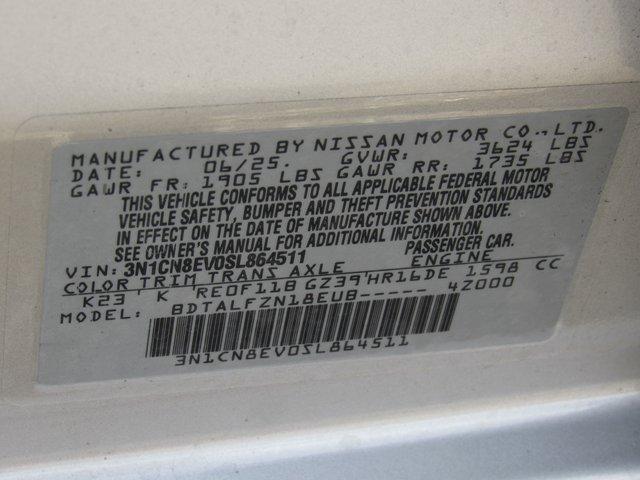 MANUFACTURED BY NISSAN MOTOR CO., LTD.
DATE: 06/25. GVWR: 3624 LBS
GAWR FR: 1905 LBS GAWR RR: 1735 LBS
THIS VEHICLE CONFORMS TO ALL APPLICABLE FEDERAL MOTOR
VEHICLE SAFETY, BUMPER AND THEFT PREVENTION STANDARDS
IN EFFECT ON THE DATE OF MANUFACTURE SHOWN ABOVE.
SEE OWNER'S MANUAL FOR ADDITIONAL INFORMATION.
VIN: 3N1CN8EV0SL864511 PASSENGER CAR.
COLOR TRIM TRANS AXLE ENGINE
K23 K RE0F11B GZ39 HR16DE 1598 CC
MODEL: BDTALFZN18EUB----- 4Z000
3N1CN8EV0SL864511